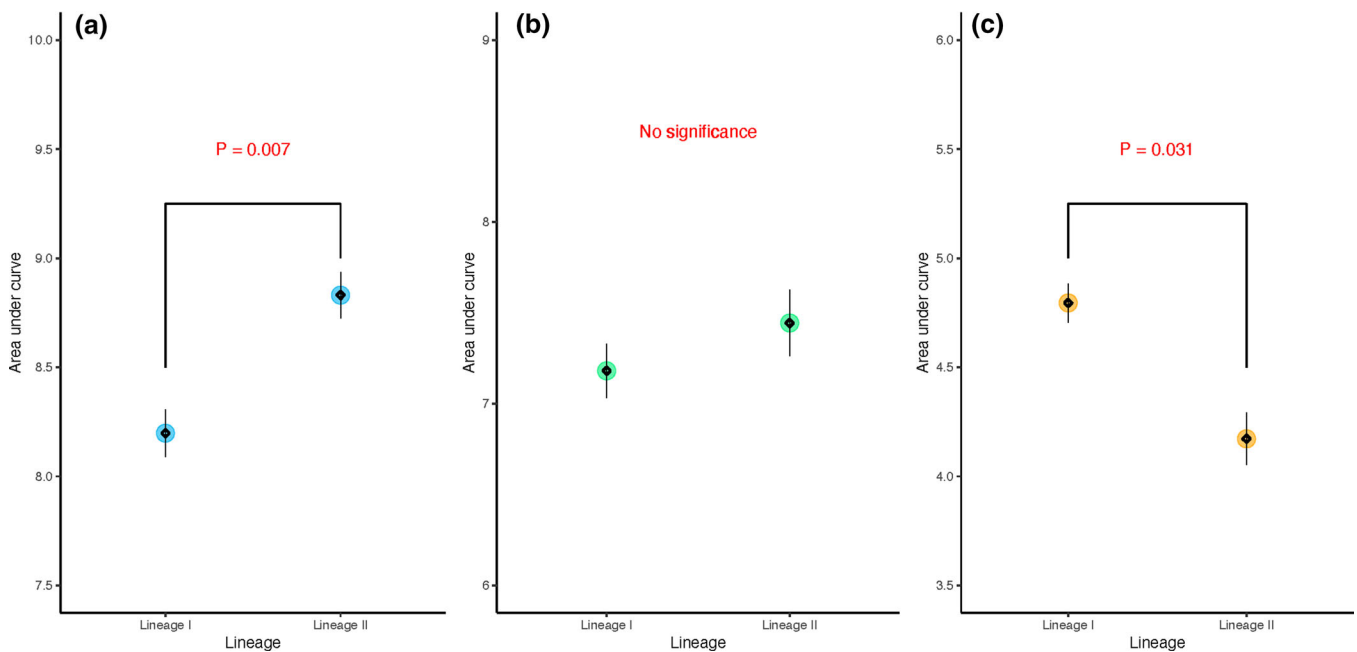 (a)
10.0
9.5
9.0
8.5
8.0
7.5
Area under curve
P = 0.007
Lineage I
Lineage II
Lineage
(b)
9
8
7
6
Area under curve
No significance
Lineage I
Lineage II
Lineage
(c)
6.0
5.5
5.0
4.5
4.0
3.5
Area under curve
P = 0.031
Lineage I
Lineage II
Lineage